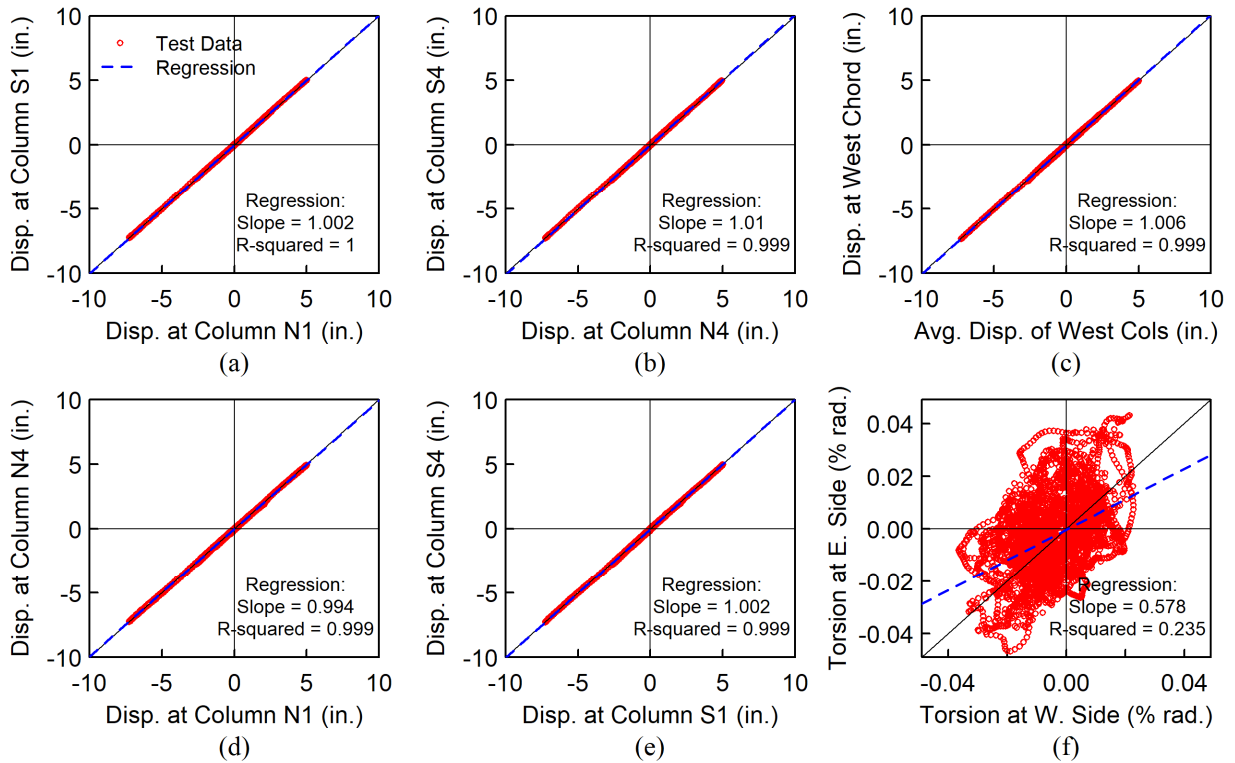 Disp. at Column S1 (in.)
10
5
0
-5
-10
Test Data
Regression
Regression:
Slope = 1.002
R-squared = 1
-10 -5 0 5 10
Disp. at Column N1 (in.)
(a)
Disp. at Column S4 (in.)
10
5
0
-5
-10
Regression:
Slope = 1.01
R-squared = 0.999
-10 -5 0 5 10
Disp. at Column N4 (in.)
(b)
Disp. at West Chord (in.)
10
5
0
-5
-10
Regression:
Slope = 1.006
R-squared = 0.999
-10 -5 0 5 10
Avg. Disp. of West Cols (in.)
(c)
Disp. at Column N4 (in.)
10
5
0
-5
-10
Regression:
Slope = 0.994
R-squared = 0.999
-10 -5 0 5 10
Disp. at Column N1 (in.)
(d)
Disp. at Column S4 (in.)
10
5
0
-5
-10
Regression:
Slope = 1.002
R-squared = 0.999
-10 -5 0 5 10
Disp. at Column S1 (in.)
(e)
Torsion at E. Side (% rad.)
0.04
0.02
0.00
-0.02
-0.04
Regression:
Slope = 0.578
R-squared = 0.235
-0.04 0.00 0.04
Torsion at W. Side (% rad.)
(f)